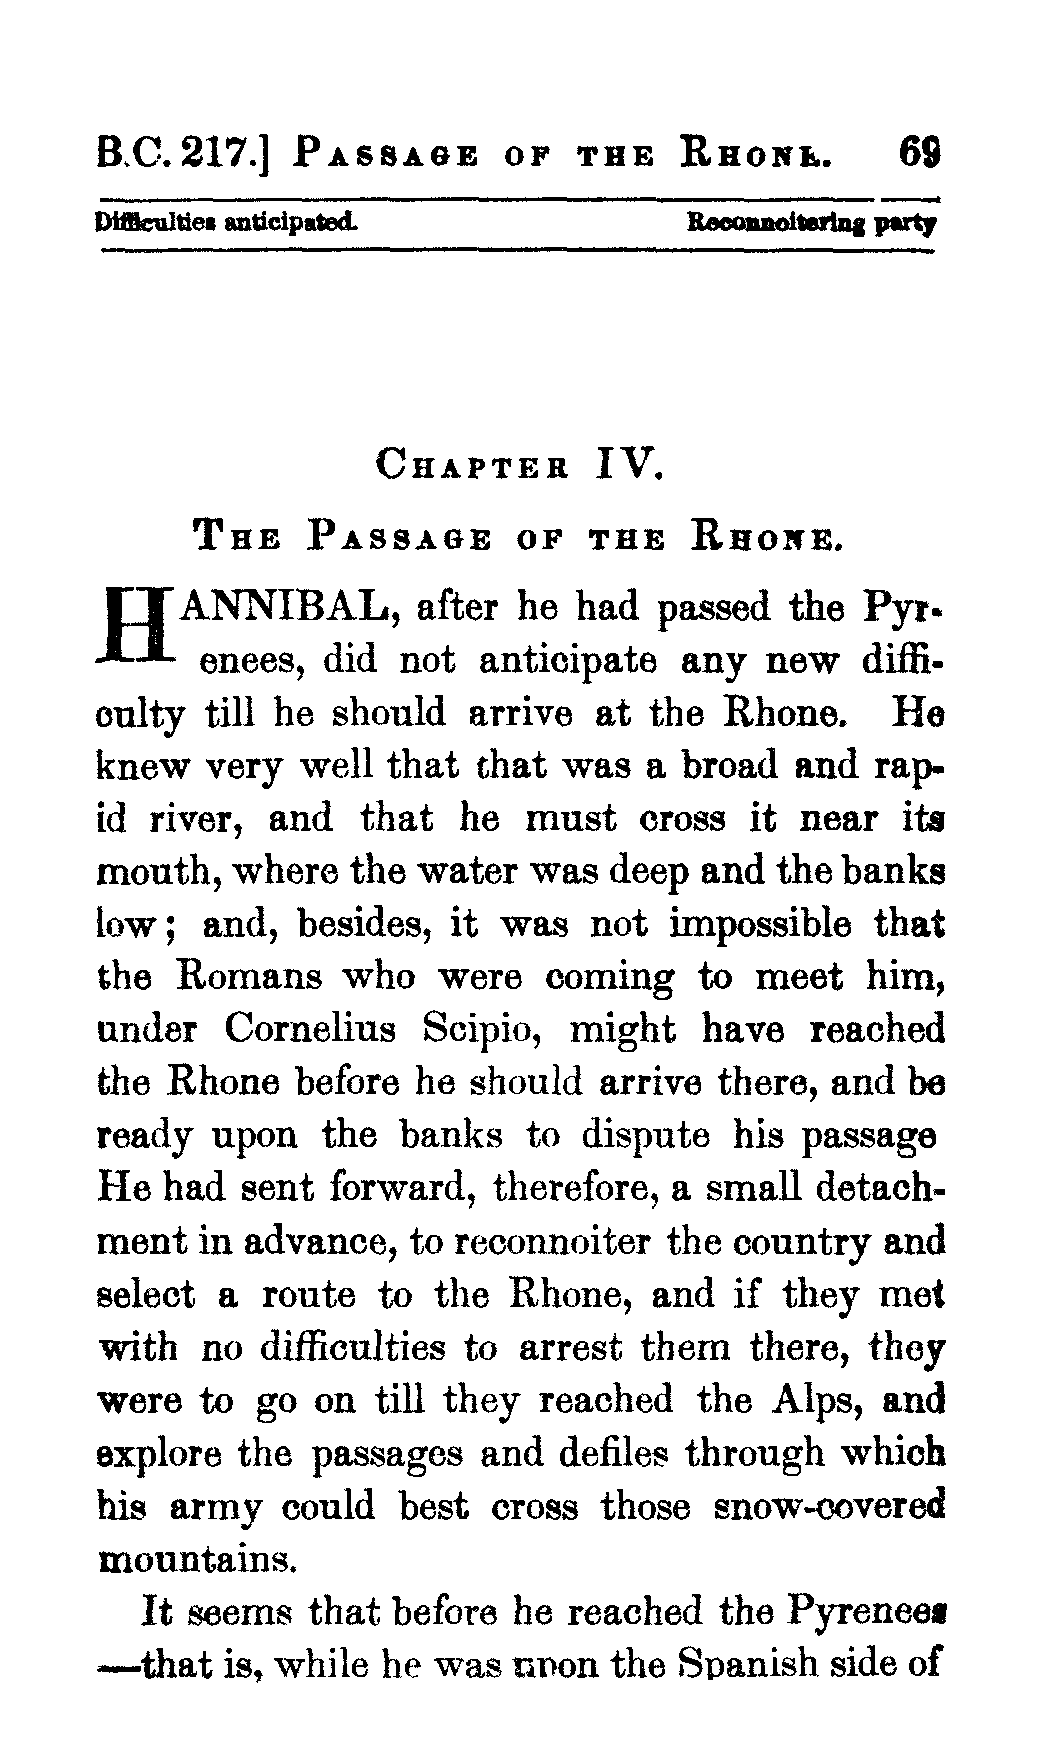 B.C. 217.] PASSAGE OF THE RHONE. 69
Difficulties anticipated. Reconnoitering party
CHAPTER IV.
THE PASSAGE OF THE RHONE.
HANNIBAL, after he had passed the Pyr-
enees, did not anticipate any new diffi-
culty till he should arrive at the Rhone. He
knew very well that that was a broad and rap-
id river, and that he must cross it near its
mouth, where the water was deep and the banks
low; and, besides, it was not impossible that
the Romans who were coming to meet him,
under Cornelius Scipio, might have reached
the Rhone before he should arrive there, and be
ready upon the banks to dispute his passage
He had sent forward, therefore, a small detach-
ment in advance, to reconnoiter the country and
select a route to the Rhone, and if they met
with no difficulties to arrest them there, they
were to go on till they reached the Alps, and
explore the passages and defiles through which
his army could best cross those snow-covered
mountains.
It seems that before he reached the Pyrenees
—that is, while he was upon the Spanish side of